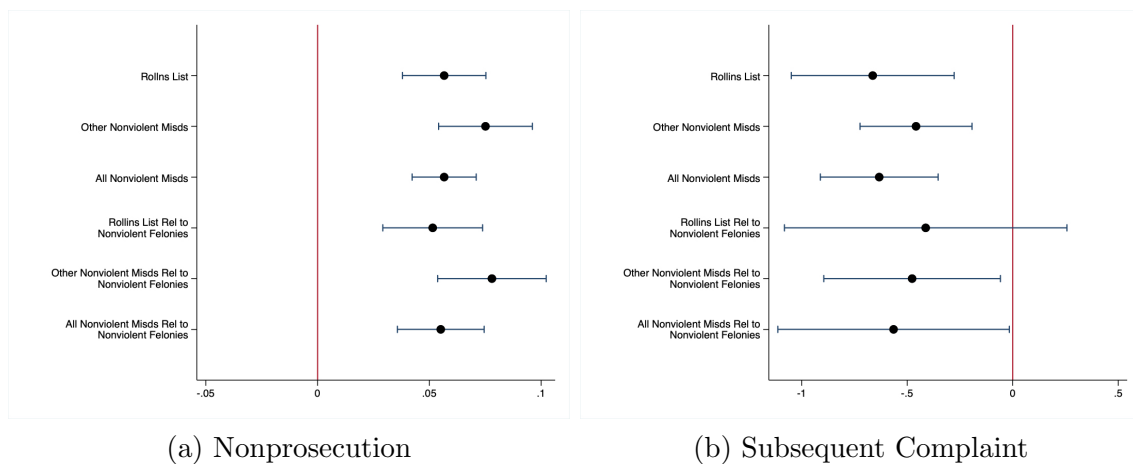 Rollns List
Other Nonviolent Misds
All Nonviolent Misds
Rollins List Rel to
Nonviolent Felonies
Other Nonviolent Misds Rel to
Nonviolent Felonies
All Nonviolent Misds Rel to
Nonviolent Felonies
-.05 0 .05 .1
(a) Nonprosecution
Rollins List
Other Nonviolent Misds
All Nonviolent Misds
Rollins List Rel to
Nonviolent Felonies
Other Nonviolent Misds Rel to
Nonviolent Felonies
All Nonviolent Misds Rel to
Nonviolent Felonies
-1 -.5 0 .5
(b) Subsequent Complaint